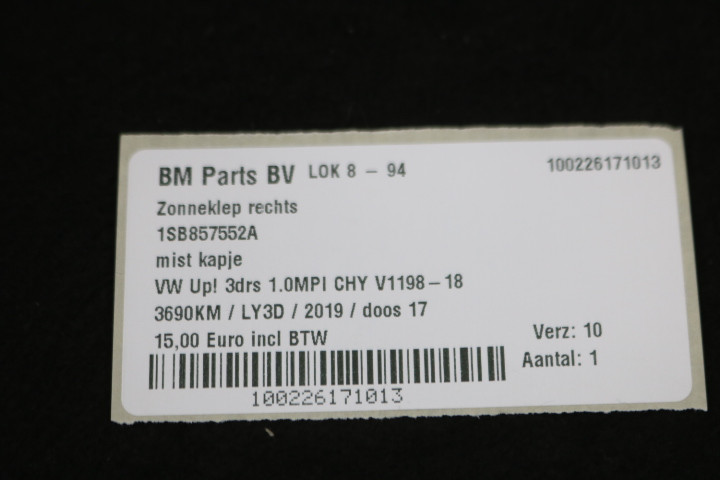 BM Parts BV LOK 8 - 94 100226171013
Zonneklep rechts
1SB857552A
mist kapje
VW Up! 3drs 1.0MPI CHY V1198-18
3690KM / LY3D / 2019 / doos 17
15,00 Euro incl BTW Verz: 10
Aantal: 1
100226171013